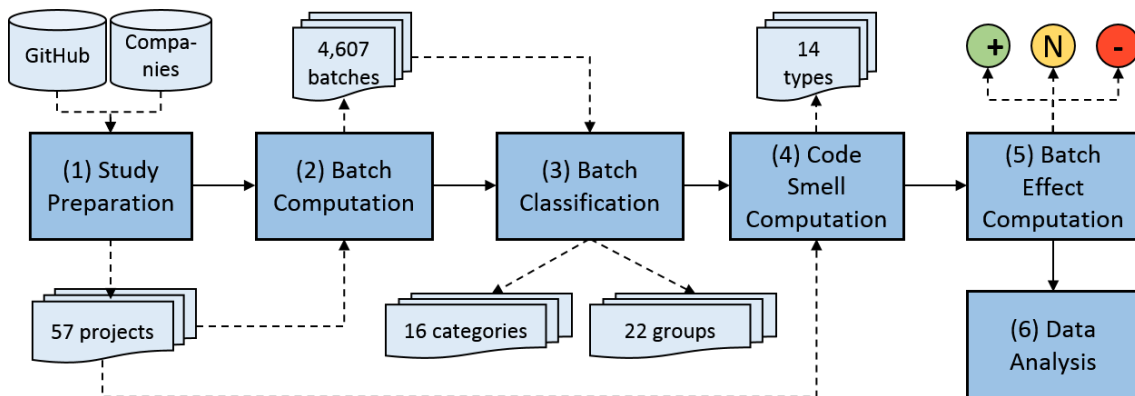 GitHub
Compa-
nies
4,607
batches
14
types
+
N
-
(1) Study
Preparation
(2) Batch
Computation
(3) Batch
Classification
(4) Code
Smell
Computation
(5) Batch
Effect
Computation
57 projects
16 categories
22 groups
(6) Data
Analysis